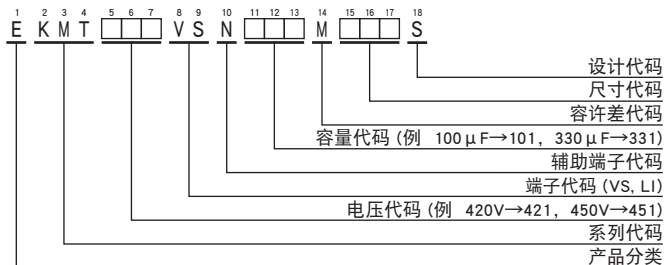 1 2 3 4 5 6 7 8 9 10 11 12 13 14 15 16 17 18
E K M T □□□ V S N □□□ M □□□ S
设计代码
尺寸代码
容许差代码
容量代码 (例 100μF→101, 330μF→331)
辅助端子代码
端子代码 (VS, LI)
电压代码 (例 420V→421, 450V→451)
系列代码
产品分类